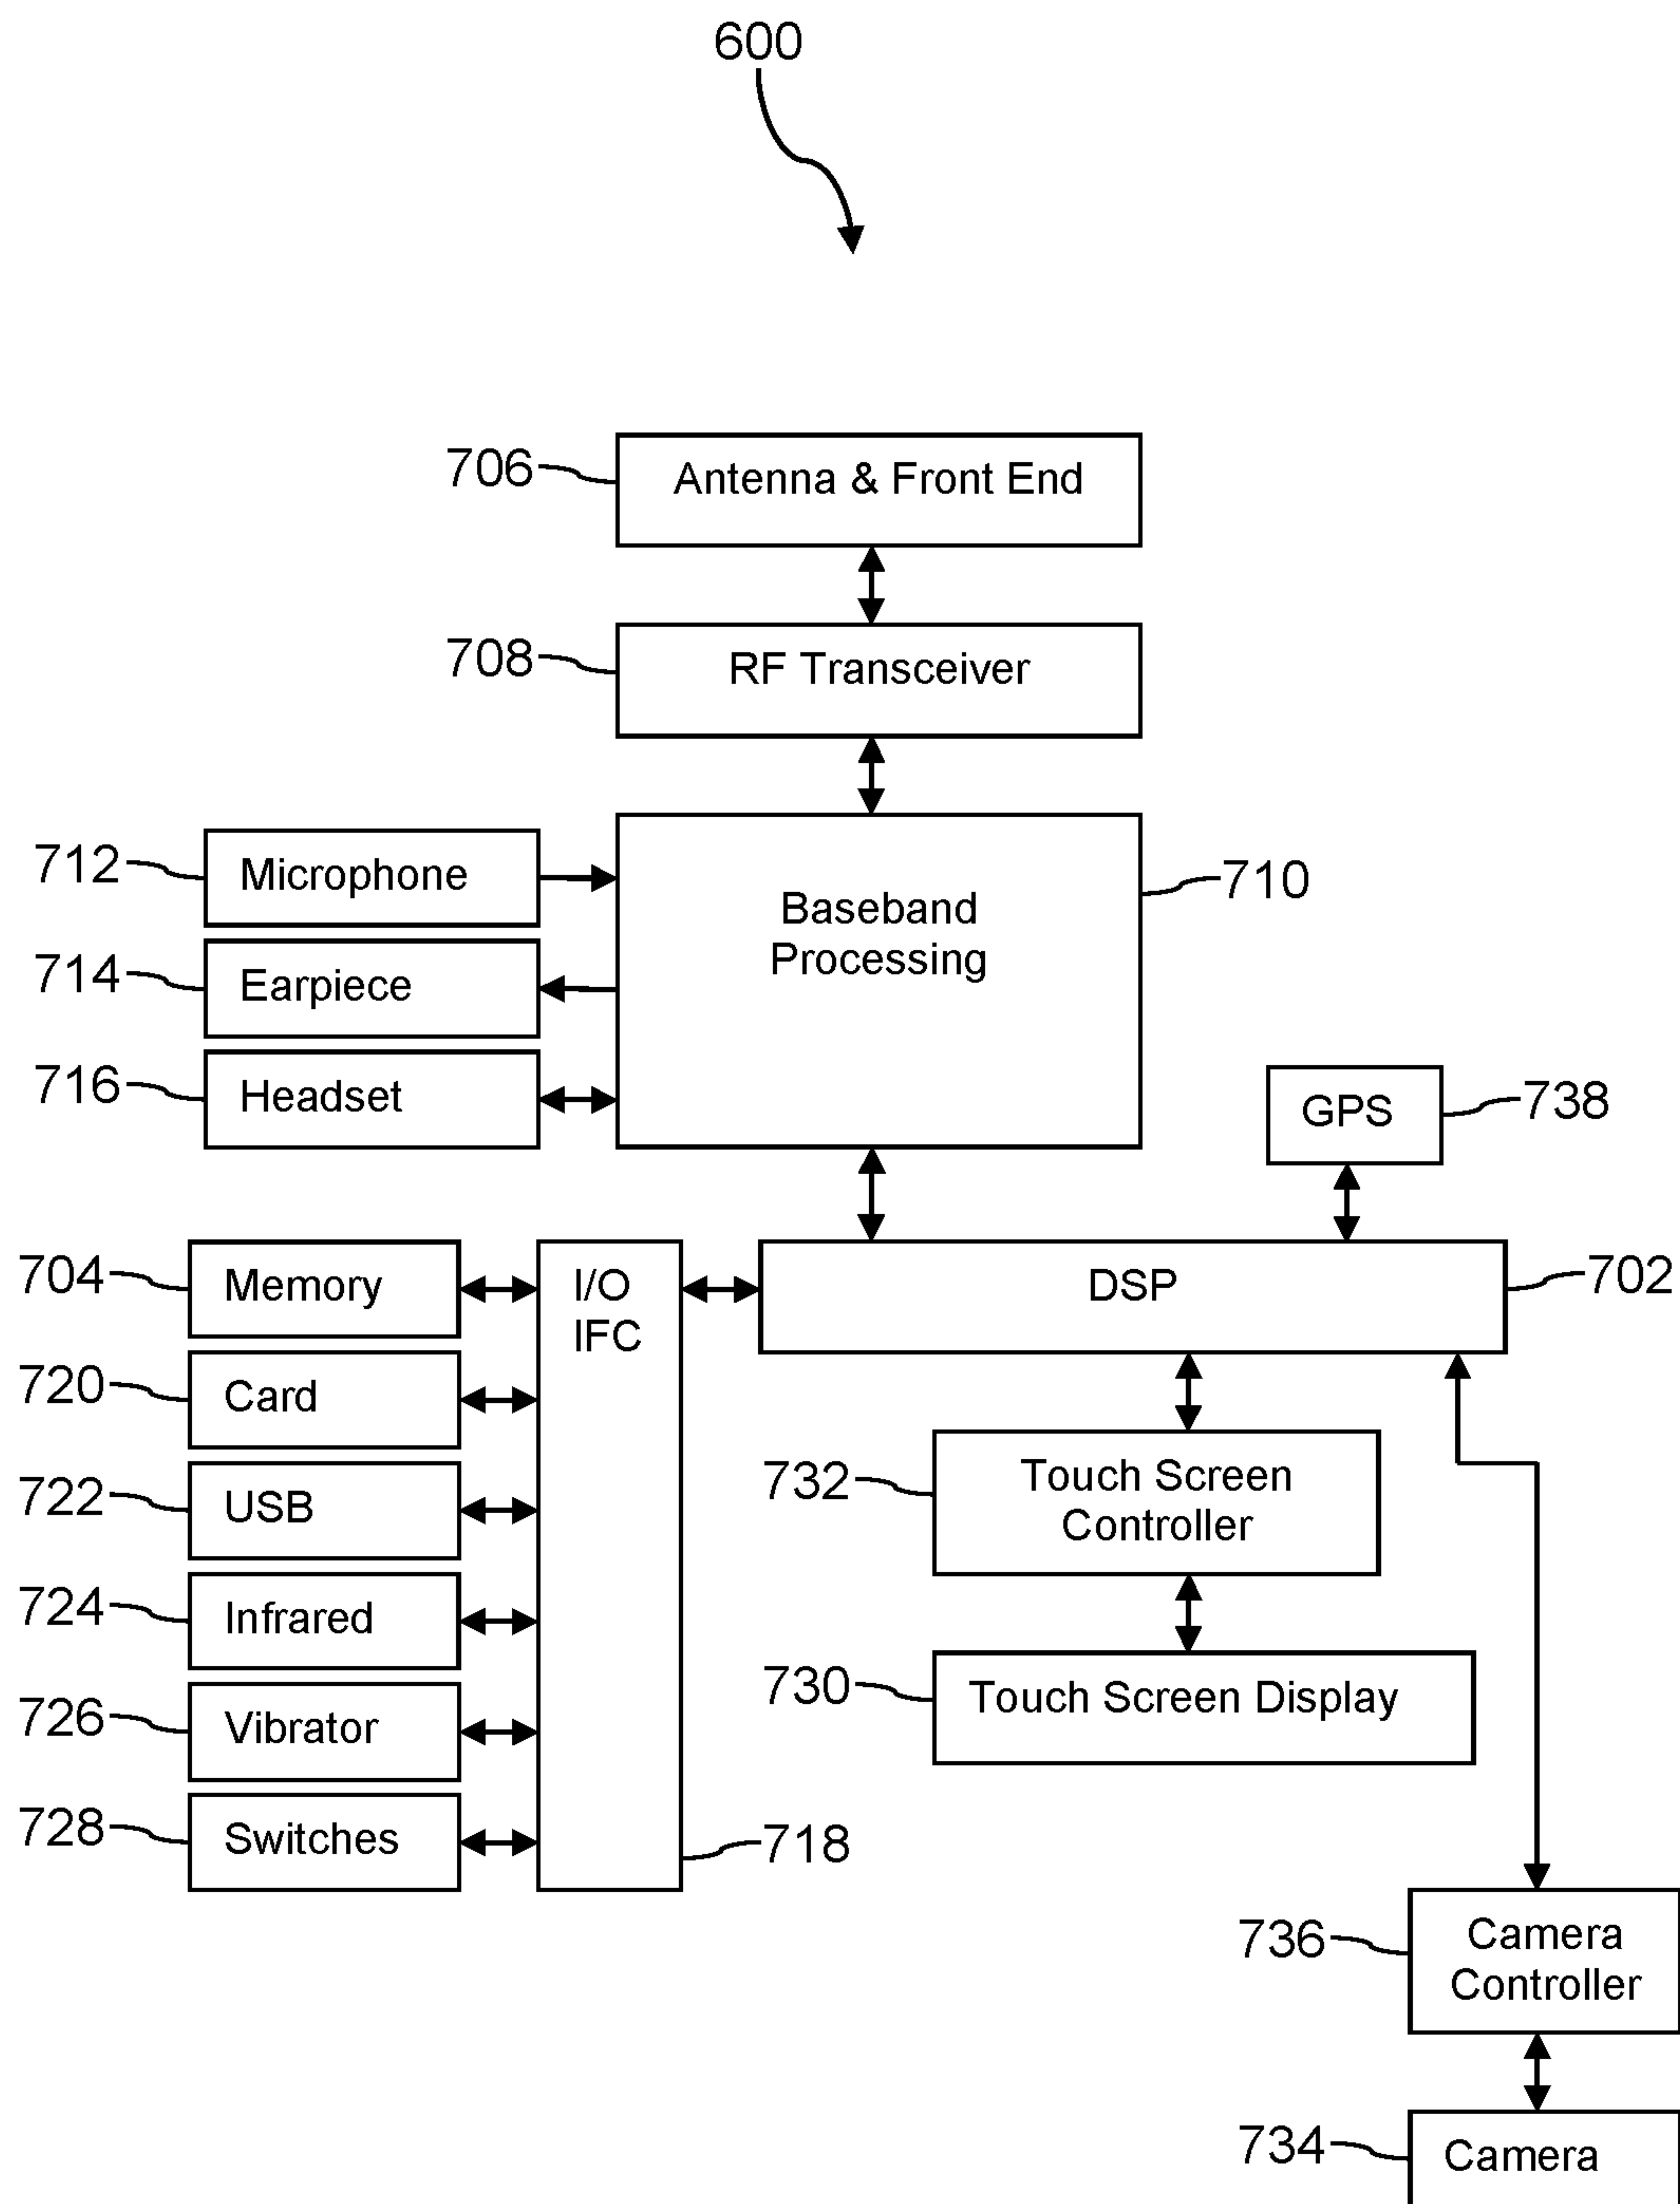 600
706
Antenna & Front End
708
RF Transceiver
712
Microphone
Baseband
Processing
710
714
Earpiece
716
Headset
GPS
738
704
Memory
I/O
IFC
DSP
702
720
Card
722
USB
732
Touch Screen
Controller
724
Infrared
726
Vibrator
730
Touch Screen Display
728
Switches
718
736
Camera
Controller
734
Camera